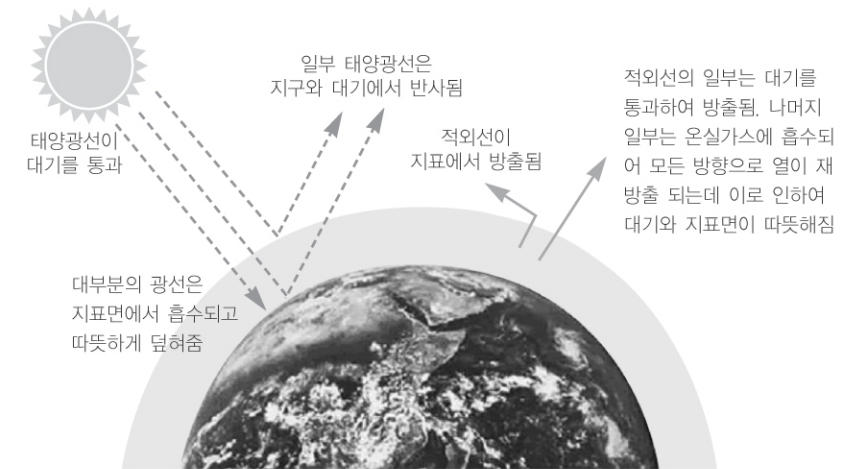 태양광선이
대기를 통과
일부 태양광선은
지구와 대기에서 반사됨
적외선이
지표에서 방출됨
적외선의 일부는 대기를
통과하여 방출됨. 나머지
일부는 온실가스에 흡수되
어 모든 방향으로 열이 재
방출 되는데 이로 인하여
대기와 지표면이 따뜻해짐
대부분의 광선은
지표면에서 흡수되고
따뜻하게 덮혀줌